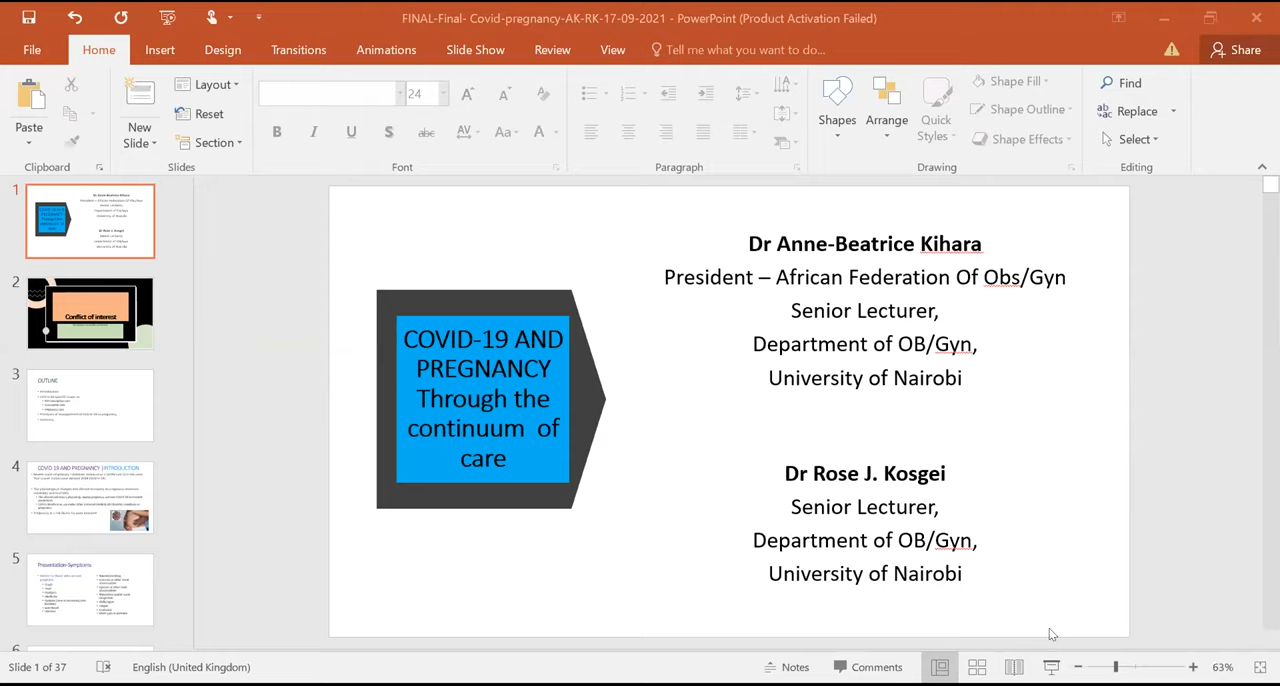 FINAL-Final- Covid-pregnancy-AK-RK-17-09-2021 - PowerPoint (Product Activation Failed)
File Home Insert Design Transitions Animations Slide Show Review View Tell me what you want to do... Share
Paste
New Slide
Layout
Reset
Section
24
Shapes
Arrange
Quick Styles
Shape Fill
Shape Outline
Shape Effects
Find
Replace
Select
Clipboard Slides Font Paragraph Drawing Editing
1
2
Conflict of interest
3
OUTLINE
4
COVID 19 AND PREGNANCY | INTRODUCTION
5
Presentation-Symptoms
6
COVID-19 AND
PREGNANCY
Through the
continuum of
care
Dr Anne-Beatrice Kihara
President – African Federation Of Obs/Gyn
Senior Lecturer,
Department of OB/Gyn,
University of Nairobi
Dr Rose J. Kosgei
Senior Lecturer,
Department of OB/Gyn,
University of Nairobi
Slide 1 of 37 English (United Kingdom) Notes Comments 63%